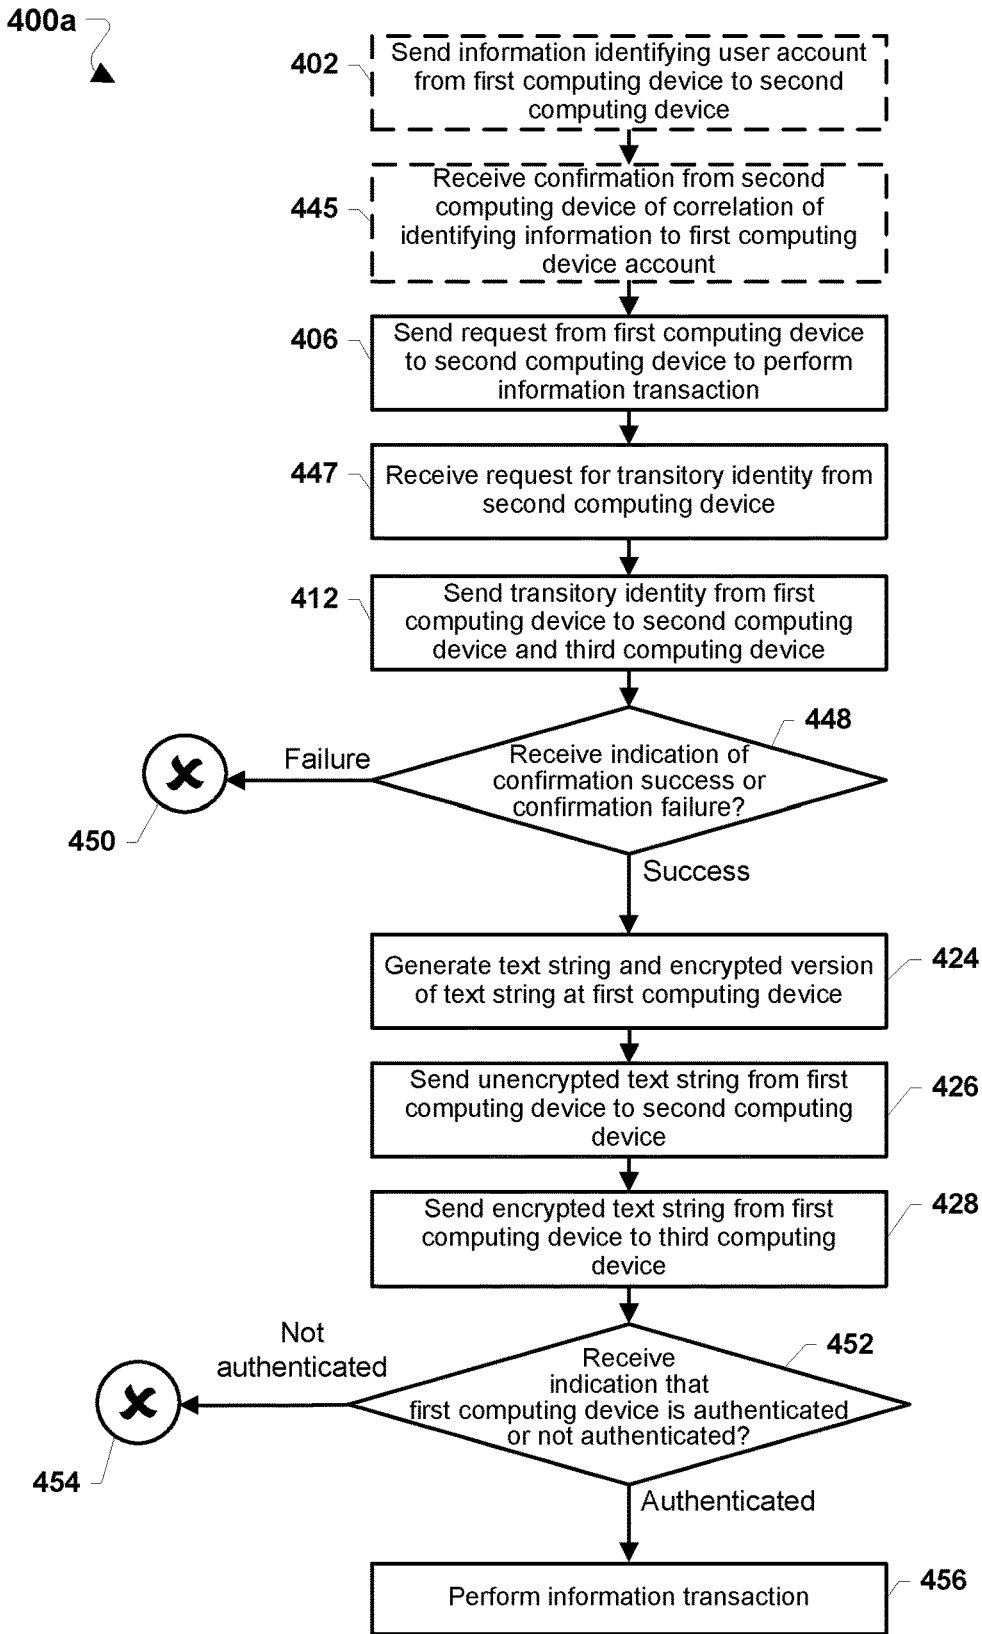 400a
402
Send information identifying user account
from first computing device to second
computing device
445
Receive confirmation from second
computing device of correlation of
identifying information to first computing
device account
406
Send request from first computing device
to second computing device to perform
information transaction
447
Receive request for transitory identity from
second computing device
412
Send transitory identity from first
computing device to second computing
device and third computing device
448
Receive indication of
confirmation success or
confirmation failure?
Failure
450
Success
424
Generate text string and encrypted version
of text string at first computing device
426
Send unencrypted text string from first
computing device to second computing
device
428
Send encrypted text string from first
computing device to third computing
device
452
Receive
indication that
first computing device is authenticated
or not authenticated?
Not
authenticated
454
Authenticated
Perform information transaction
456